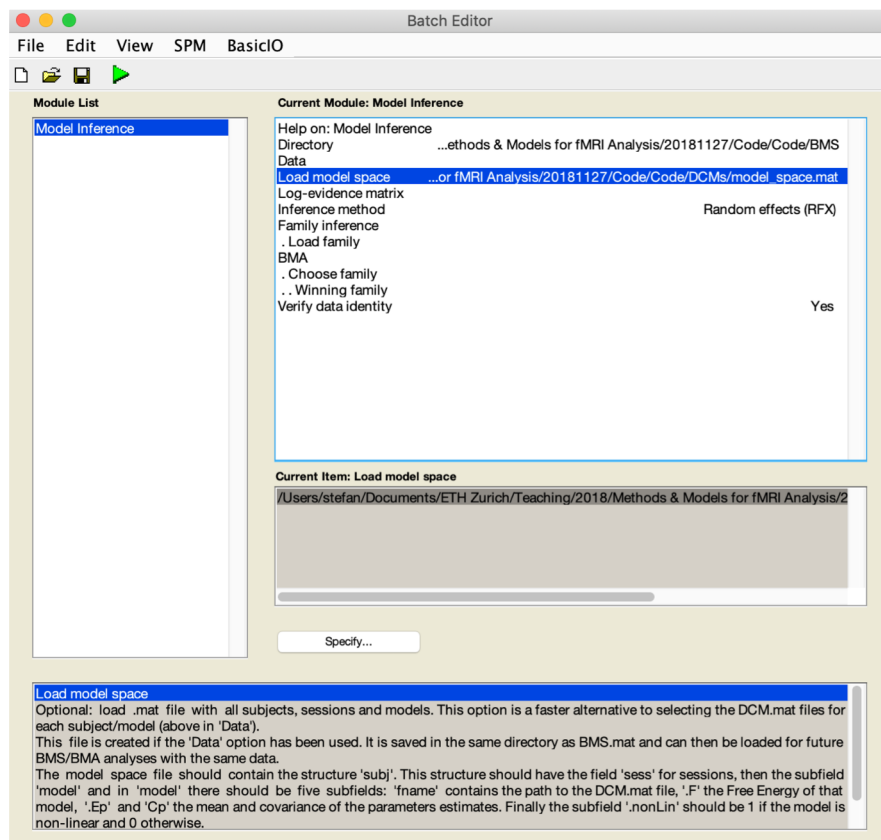 Batch Editor
File Edit View SPM BasicIO
Module List
Model Inference
Current Module: Model Inference
Help on: Model Inference
Directory ...ethods & Models for fMRI Analysis/20181127/Code/Code/BMS
Data
Load model space ...or fMRI Analysis/20181127/Code/Code/DCMs/model_space.mat
Log-evidence matrix
Inference method Random effects (RFX)
Family inference
. Load family
BMA
. Choose family
. . Winning family
Verify data identity Yes
Current Item: Load model space
/Users/stefan/Documents/ETH Zurich/Teaching/2018/Methods & Models for fMRI Analysis/2
Specify...
Load model space
Optional: load .mat file with all subjects, sessions and models. This option is a faster alternative to selecting the DCM.mat files for
each subject/model (above in 'Data').
This file is created if the 'Data' option has been used. It is saved in the same directory as BMS.mat and can then be loaded for future
BMS/BMA analyses with the same data.
The model space file should contain the structure 'subj'. This structure should have the field 'sess' for sessions, then the subfield
'model' and in 'model' there should be five subfields: 'fname' contains the path to the DCM.mat file, '.F' the Free Energy of that
model, '.Ep' and 'Cp' the mean and covariance of the parameters estimates. Finally the subfield '.nonLin' should be 1 if the model is
non-linear and 0 otherwise.